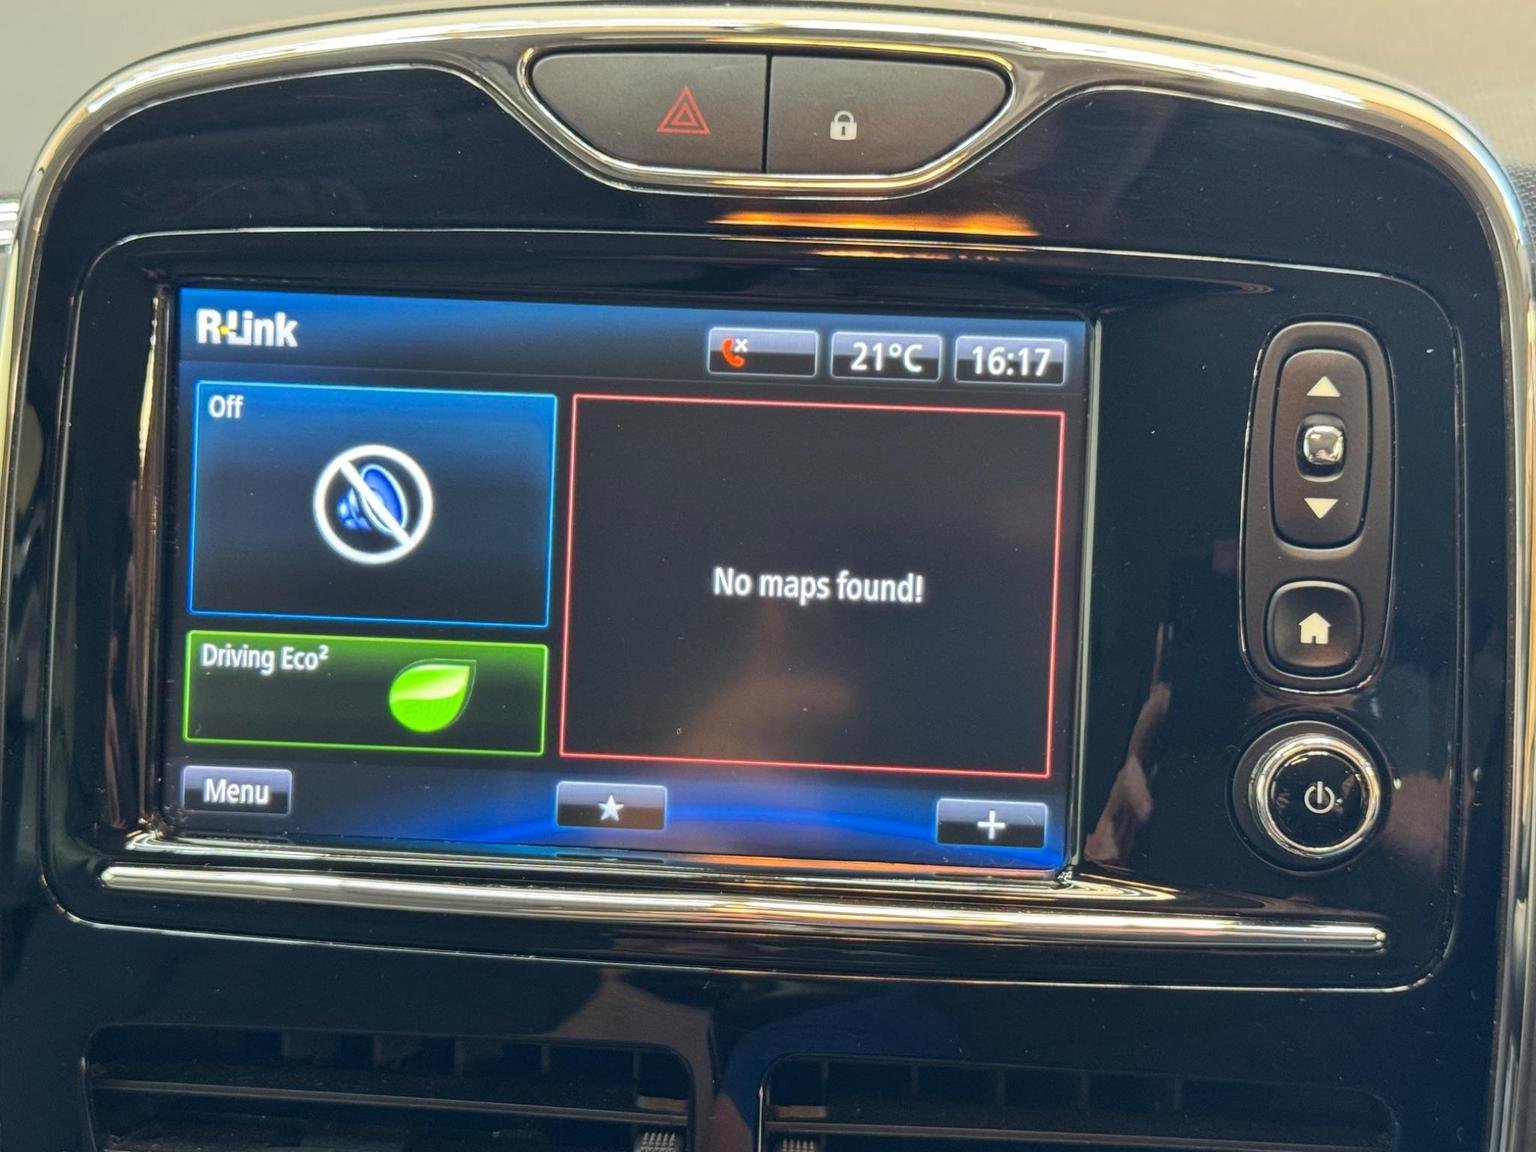 R-Link
21°C
16:17
Off
No maps found!
Driving Eco²
Menu